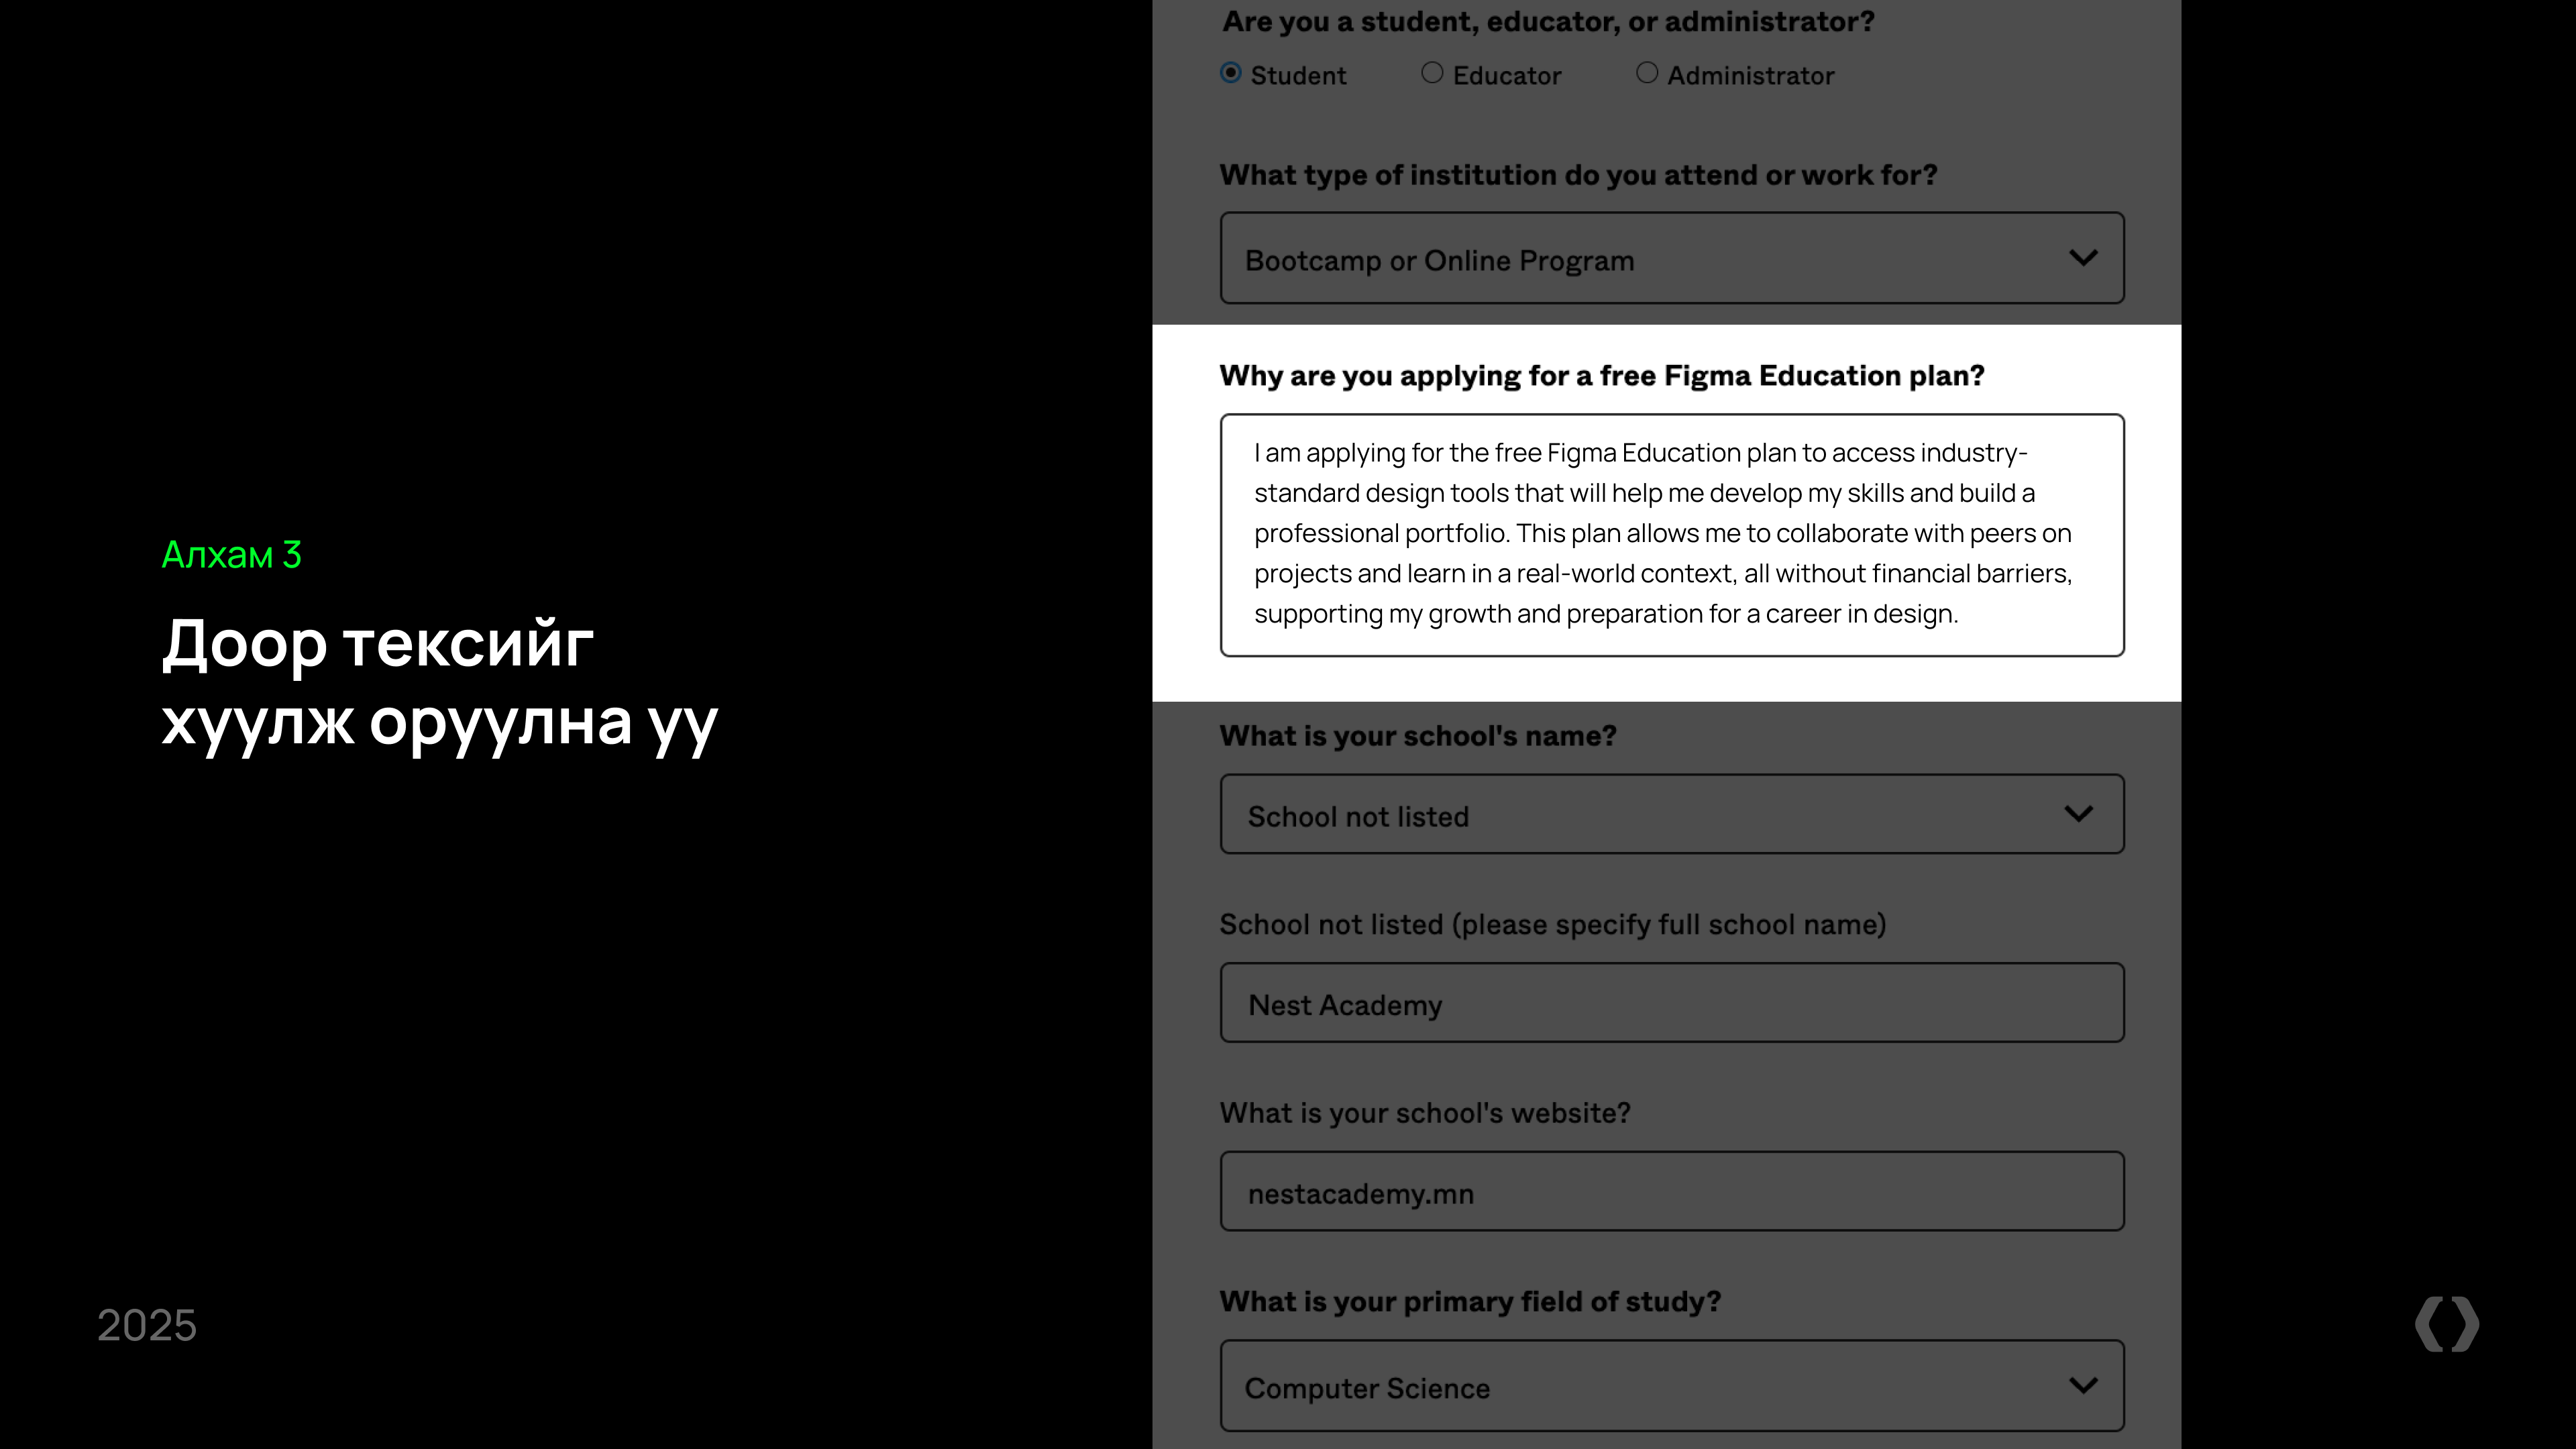 Алхам 3
Доор тексийг
хуулж оруулна уу
2025
Are you a student, educator, or administrator?
Student Educator Administrator
What type of institution do you attend or work for?
Bootcamp or Online Program
Why are you applying for a free Figma Education plan?
I am applying for the free Figma Education plan to access industry-
standard design tools that will help me develop my skills and build a
professional portfolio. This plan allows me to collaborate with peers on
projects and learn in a real-world context, all without financial barriers,
supporting my growth and preparation for a career in design.
What is your school's name?
School not listed
School not listed (please specify full school name)
Nest Academy
What is your school's website?
nestacademy.mn
What is your primary field of study?
Computer Science